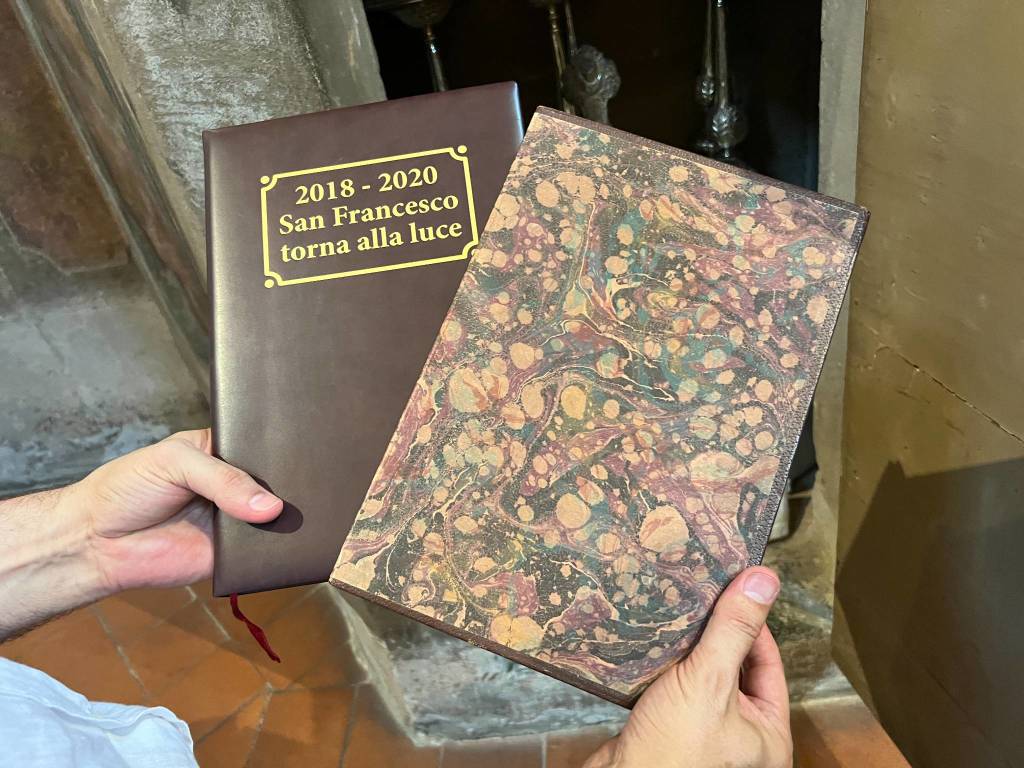 2018 - 2020
San Francesco
torna alla luce